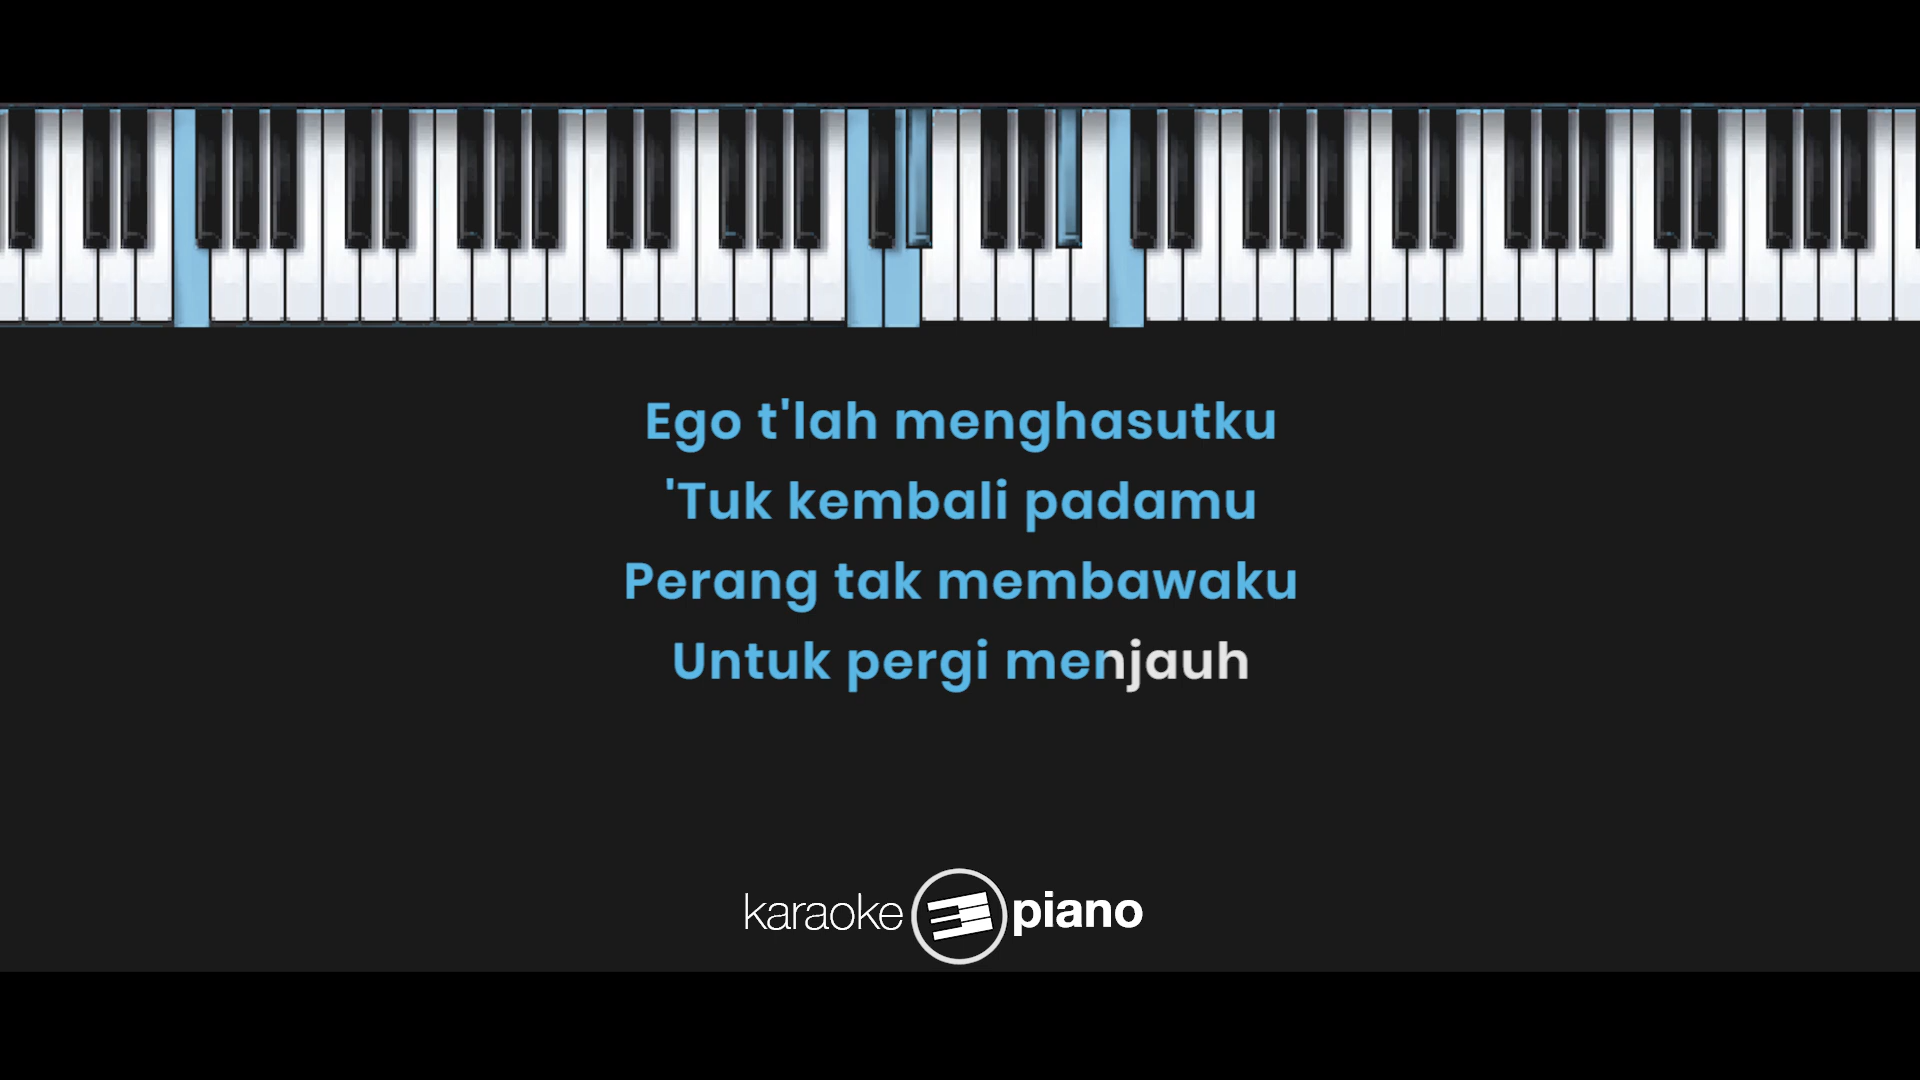 Ego t'lah menghasutku
'Tuk kembali padamu
Perang tak membawaku
Untuk pergi menjauh
karaoke piano